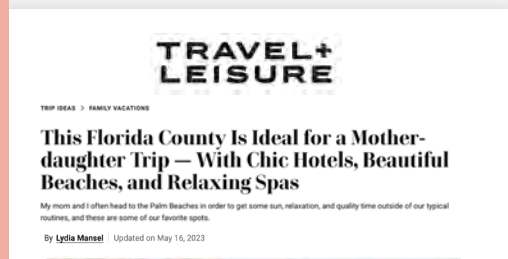 TRAVEL+
LEISURE
TRIP IDEAS > FAMILY VACATIONS
This Florida County Is Ideal for a Mother-
daughter Trip — With Chic Hotels, Beautiful
Beaches, and Relaxing Spas
My mom and I often head to the Palm Beaches in order to get some sun, relaxation, and quality time outside of our typical
routines, and these are some of our favorite spots.
By Lydia Mansel | Updated on May 16, 2023